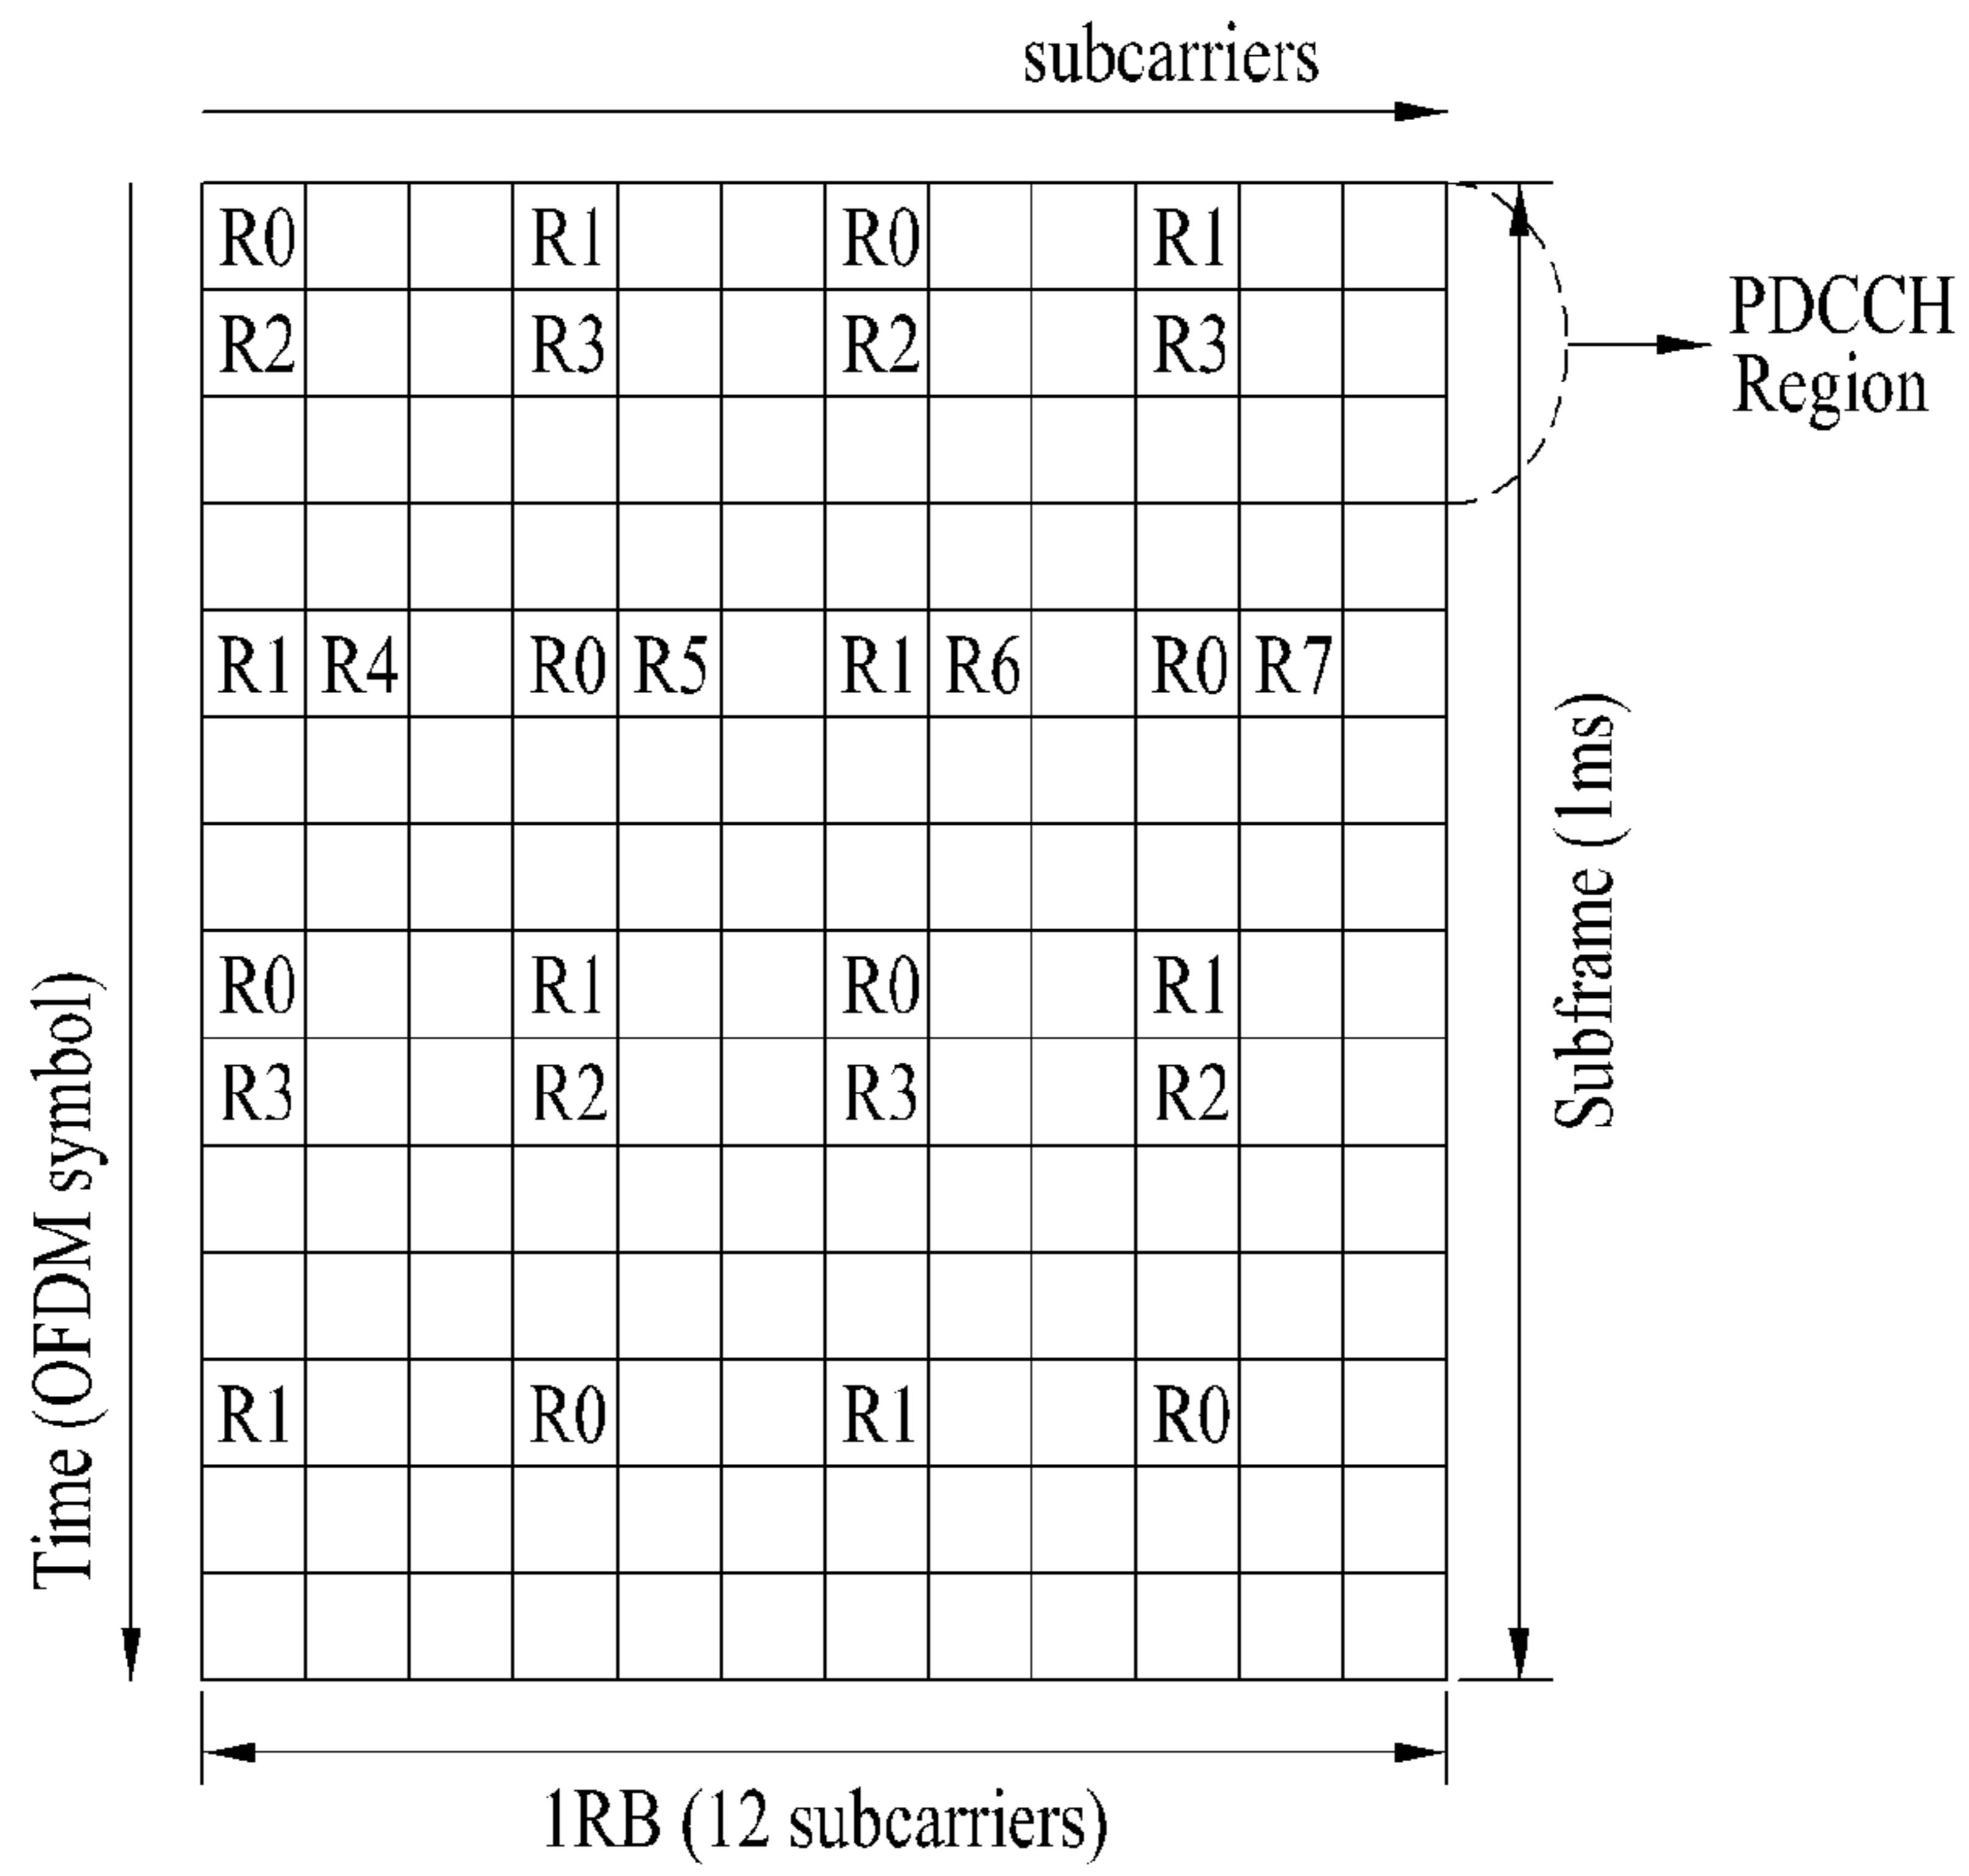 subcarriers
R0 R1 R0 R1
R2 R3 R2 R3
PDCCH
Region
R1 R4 R0 R5 R1 R6 R0 R7
R0 R1 R0 R1
R3 R2 R3 R2
R1 R0 R1 R0
Time (OFDM symbol)
Subframe (1ms)
1RB (12 subcarriers)